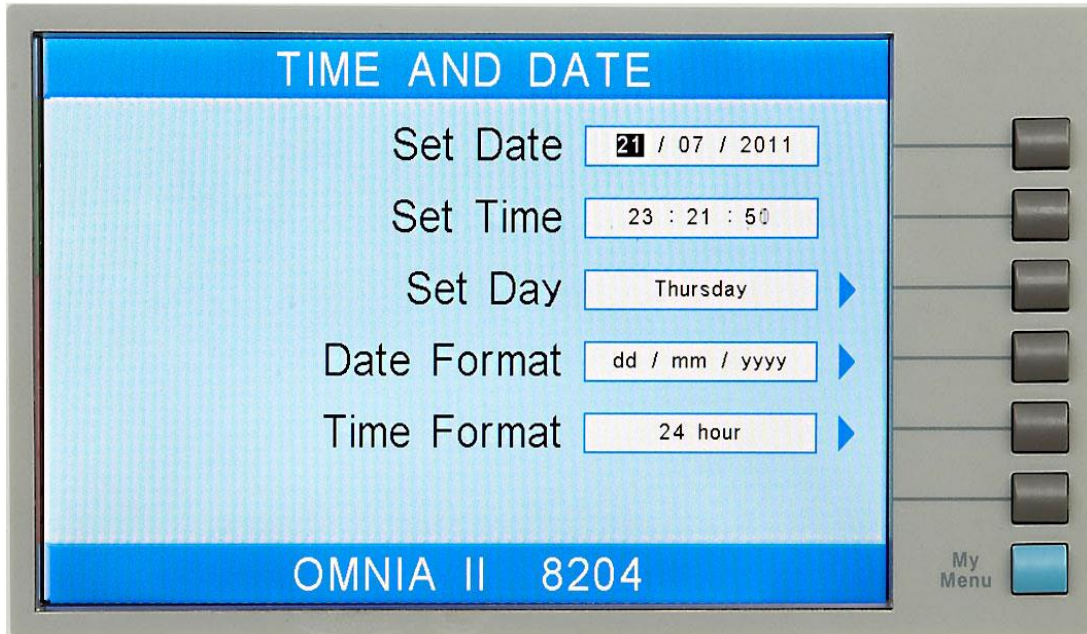 TIME AND DATE
Set Date 21 / 07 / 2011
Set Time 23 : 21 : 50
Set Day Thursday
Date Format dd / mm / yyyy
Time Format 24 hour
OMNIA II 8204
My
Menu